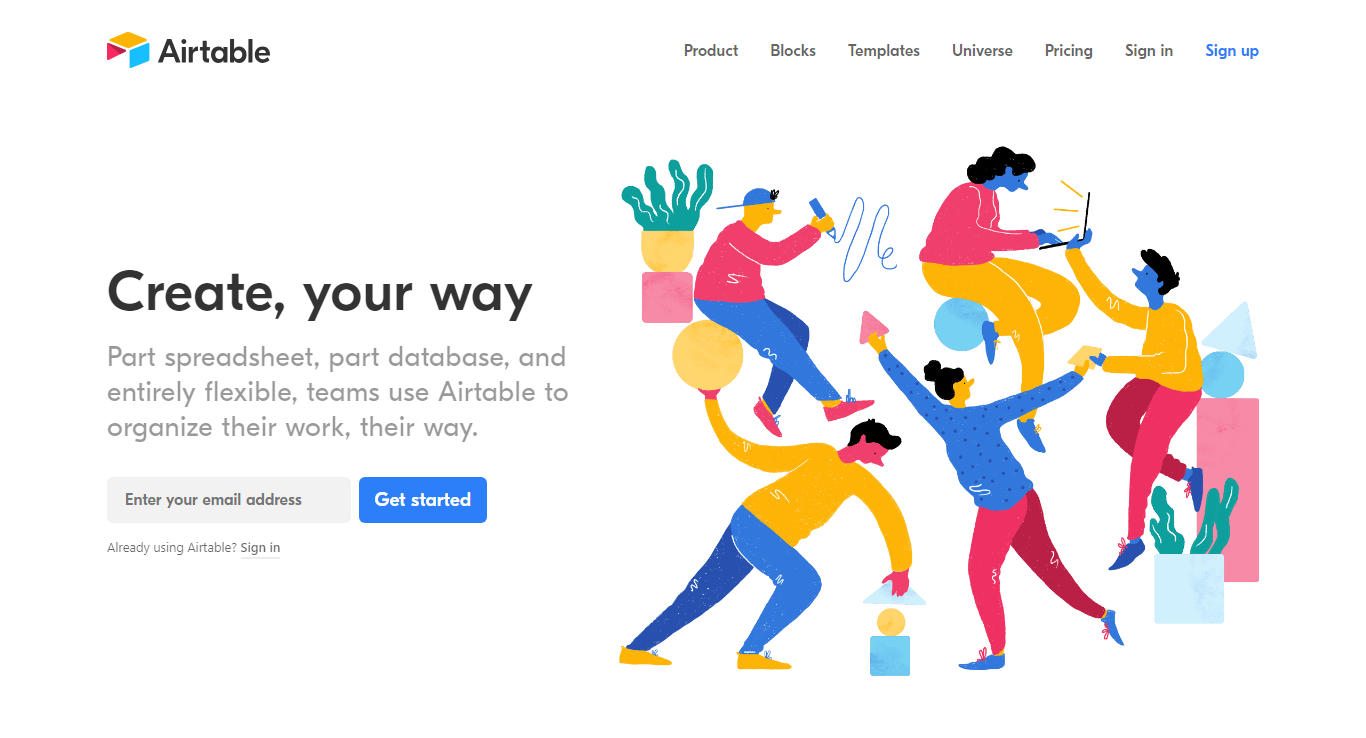 Airtable
Product Blocks Templates Universe Pricing Sign in Sign up
Create, your way
Part spreadsheet, part database, and
entirely flexible, teams use Airtable to
organize their work, their way.
Enter your email address Get started
Already using Airtable? Sign in